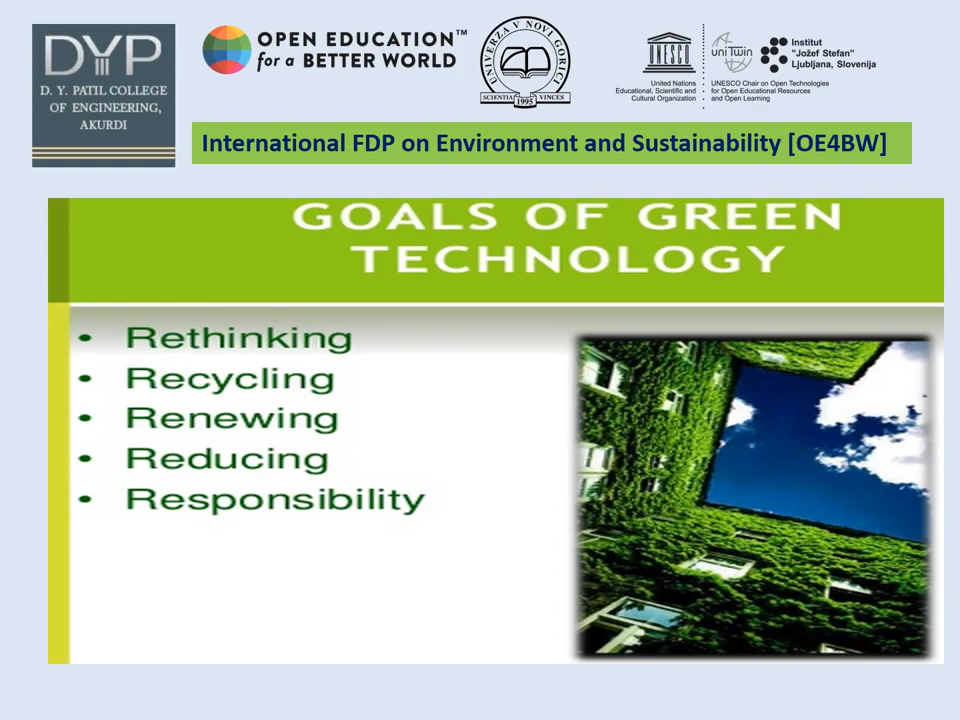 DYP
D. Y. PATIL COLLEGE
OF ENGINEERING,
AKURDI
OPEN EDUCATION™
for a BETTER WORLD
UNIVERZA V NOVI GORICI
SCIENTIA VINCES
1995
UNESCO
United Nations
Educational, Scientific and
Cultural Organization
uniTwin
Institut
"Jožef Stefan"
Ljubljana, Slovenija
UNESCO Chair on Open Technologies
for Open Educational Resources
and Open Learning
International FDP on Environment and Sustainability [OE4BW]
GOALS OF GREEN
TECHNOLOGY
• Rethinking
• Recycling
• Renewing
• Reducing
• Responsibility